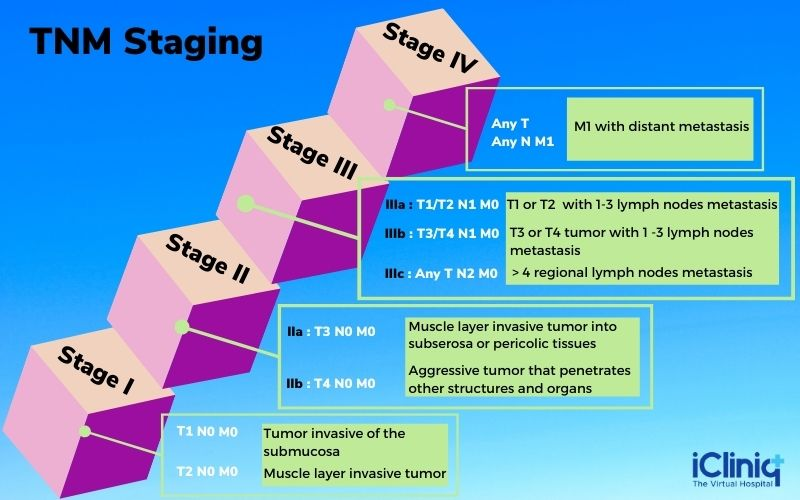 TNM Staging
Stage IV
Any T
Any N M1
M1 with distant metastasis
Stage III
IIIa : T1/T2 N1 M0
T1 or T2 with 1-3 lymph nodes metastasis
IIIb : T3/T4 N1 M0
T3 or T4 tumor with 1 -3 lymph nodes
metastasis
IIIc : Any T N2 M0
> 4 regional lymph nodes metastasis
Stage II
IIa : T3 N0 M0
Muscle layer invasive tumor into
subserosa or pericolic tissues
IIb : T4 N0 M0
Aggressive tumor that penetrates
other structures and organs
Stage I
T1 N0 M0
Tumor invasive of the
submucosa
T2 N0 M0
Muscle layer invasive tumor
iCliniq
The Virtual Hospital